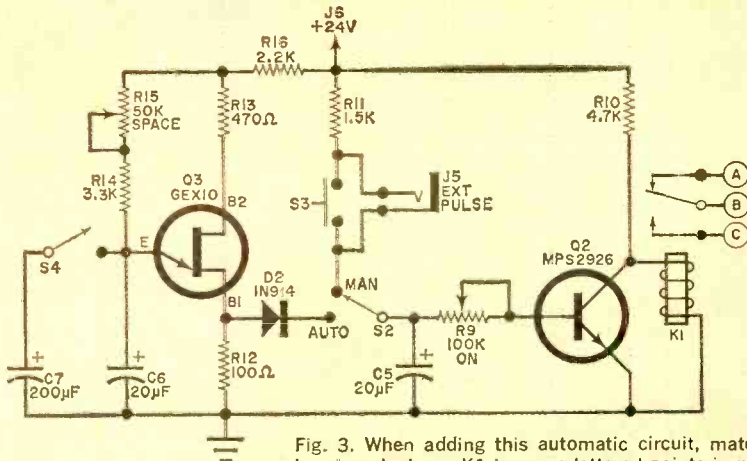 J6
+24V
R16
2.2K
R15
50K
SPACE
R13
470Ω
R11
1.5K
R10
4.7K
A
B
C
R14
3.3K
Q3
GEX10
B2
E
B1
S3
J5
EXT
PULSE
S4
D2
1N914
MAN
AUTO
S2
R9
100K
ON
Q2
MPS2926
K1
C7
200µF
C6
20µF
R12
100Ω
C5
20µF
Fig. 3. When adding this automatic circuit, mate